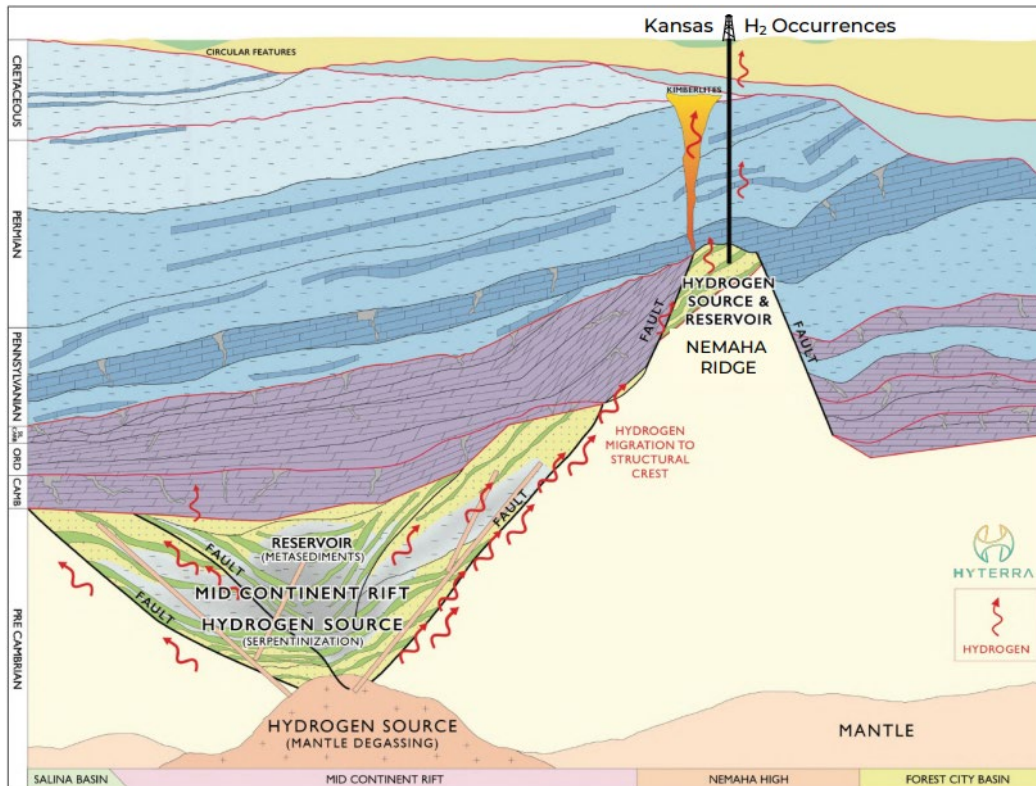 Kansas H₂ Occurrences
CIRCULAR FEATURES
CRETACEOUS
KIMBERLITES
PERMIAN
HYDROGEN
SOURCE &
RESERVOIR
FAULT
FAULT
NEMAHA
RIDGE
PENNSYLVANIAN
HYDROGEN
MIGRATION TO
STRUCTURAL
CREST
ORD
CAMB
FAULT
RESERVOIR
(METASEDIMENTS)
FAULT
MID CONTINENT RIFT
HYDROGEN SOURCE
(SERPENTINIZATION)
FAULT
PRE CAMBRIAN
HYTERRA
HYDROGEN
HYDROGEN SOURCE
(MANTLE DEGASSING)
MANTLE
SALINA BASIN
MID CONTINENT RIFT
NEMAHA HIGH
FOREST CITY BASIN